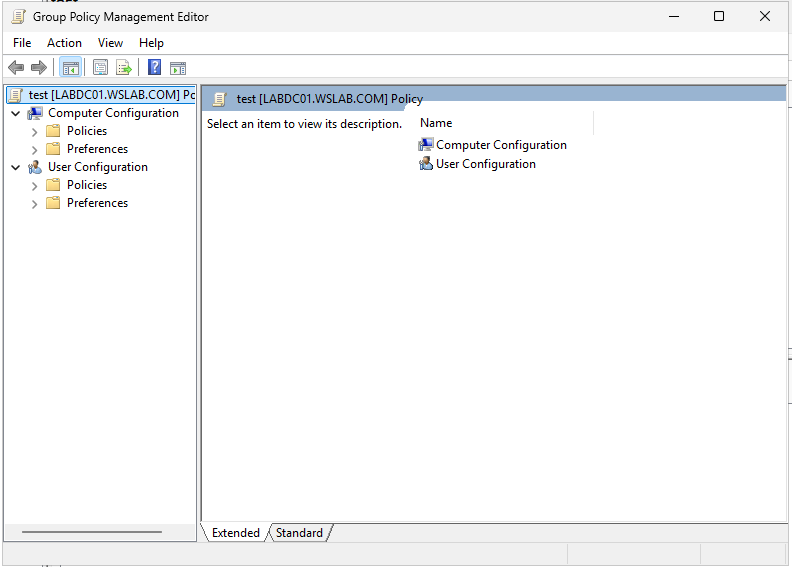 Group Policy Management Editor
File Action View Help
test [LABDC01.WSLAB.COM] Pc
Computer Configuration
Policies
Preferences
User Configuration
Policies
Preferences
test [LABDC01.WSLAB.COM] Policy
Select an item to view its description.
Name
Computer Configuration
User Configuration
Extended Standard